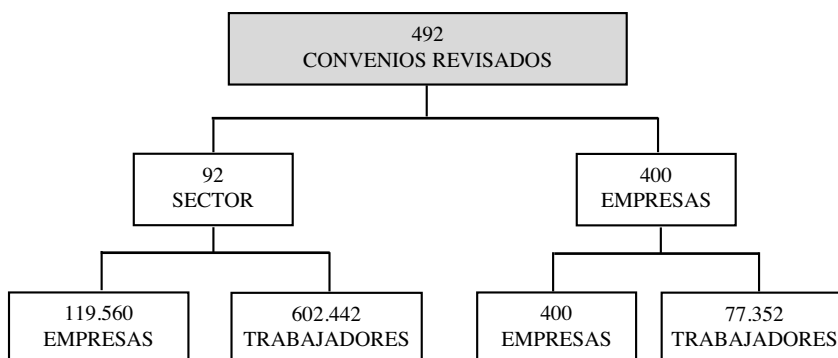 492
CONVENIOS REVISADOS
92
SECTOR
400
EMPRESAS
119.560
EMPRESAS
602.442
TRABAJADORES
400
EMPRESAS
77.352
TRABAJADORES